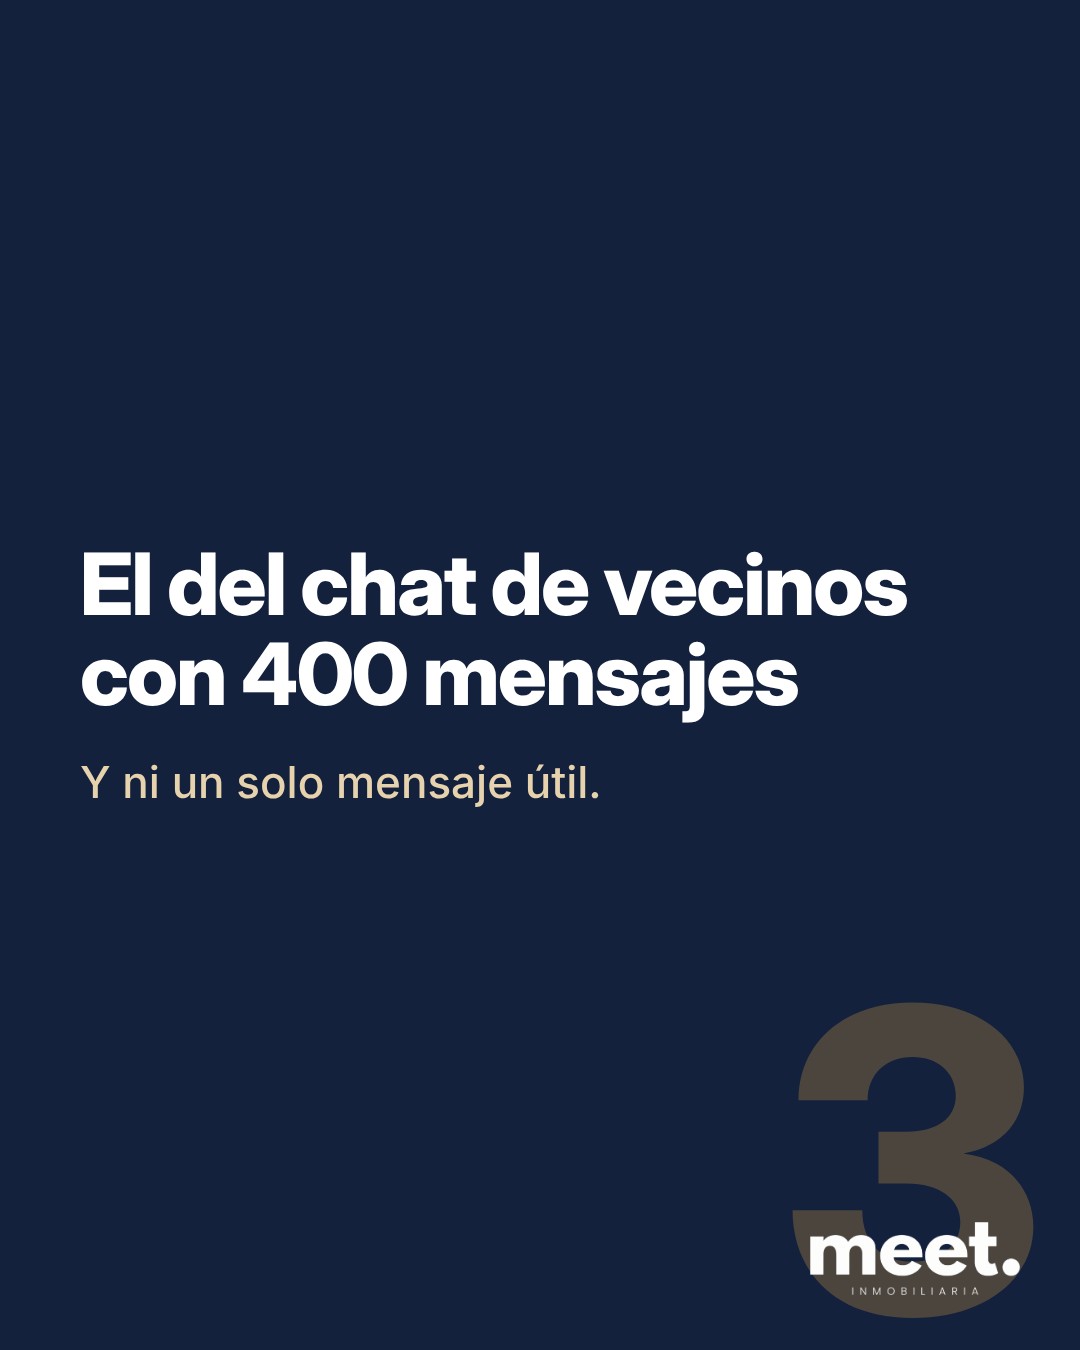 El del chat de vecinos
con 400 mensajes
Y ni un solo mensaje útil.
3
meet.
INMOBILIARIA